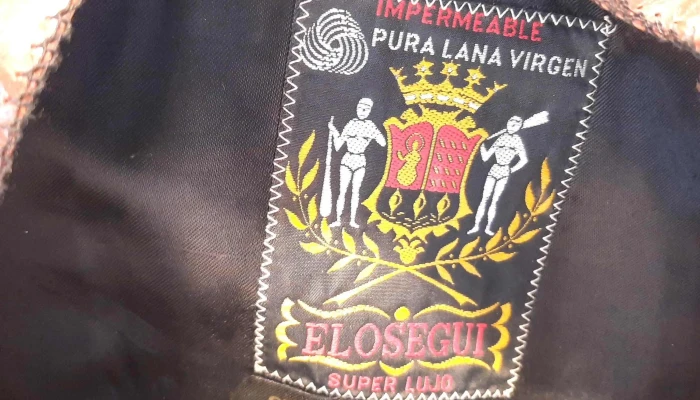 IMPERMEABLE
PURA LANA VIRGEN
ELOSEGUI
SUPER LUJO